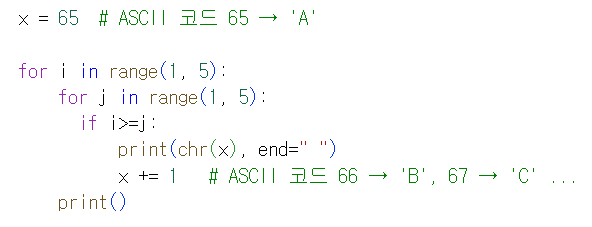 x = 65  # ASCII 코드 65 → 'A'

for i in range(1, 5):
    for j in range(1, 5):
      if i>=j:
          print(chr(x), end=" ")
          x += 1   # ASCII 코드 66 → 'B', 67 → 'C' ...
    print()